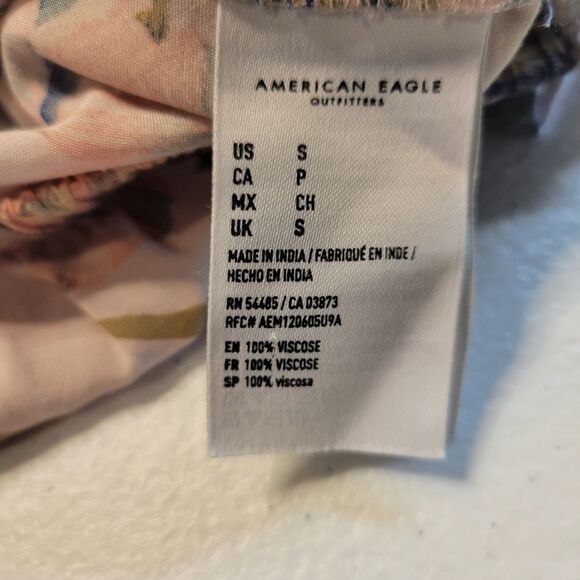 AMERICAN EAGLE
OUTFITTERS
US S
CA P
MX CH
UK S
MADE IN INDIA / FABRIQUÉ EN INDE /
HECHO EN INDIA
RN 54485 / CA 03873
RFC# AEM120605U9A
EN 100% VISCOSE
FR 100% VISCOSE
SP 100% viscosa